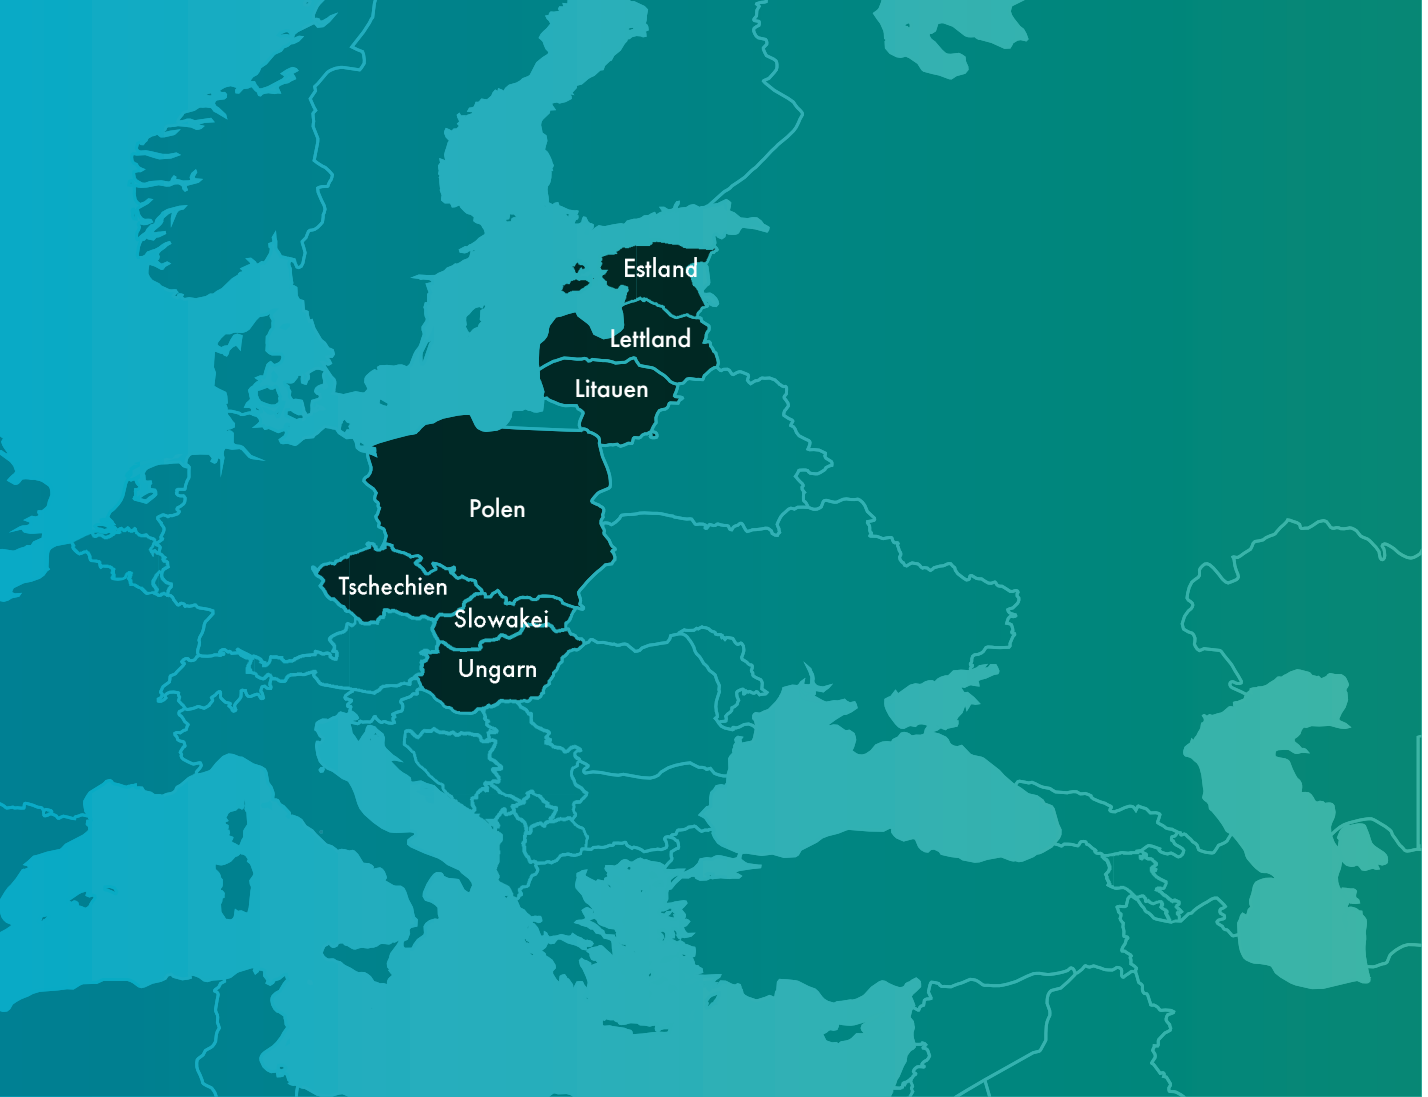 Estland
Lettland
Litauen
Polen
Tschechien
Slowakei
Ungarn